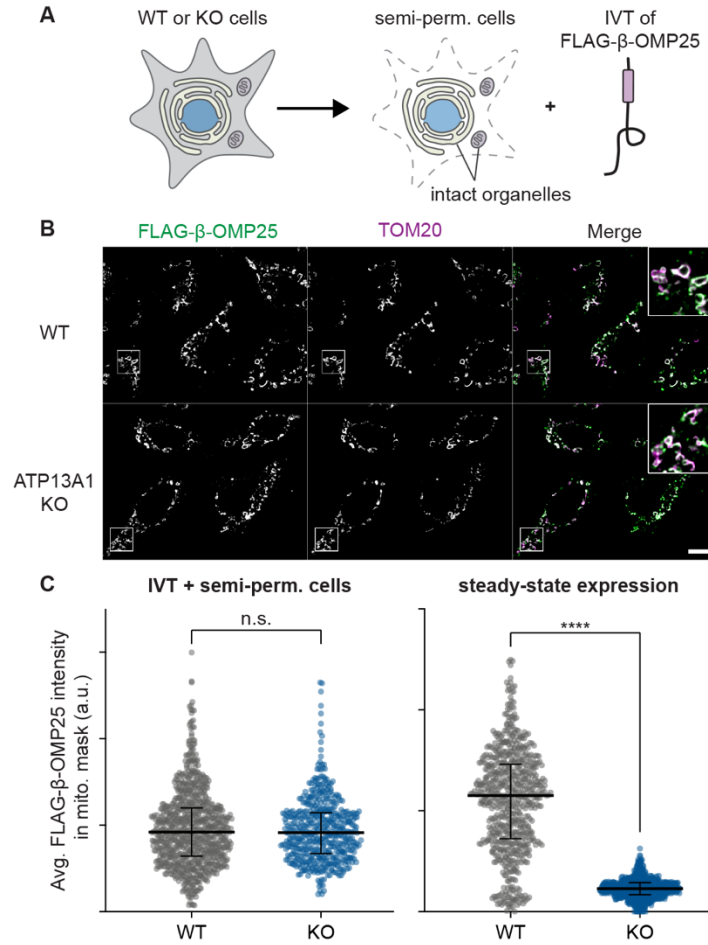 A
WT or KO cells
semi-perm. cells
IVT of
FLAG-β-OMP25
+
intact organelles
B
FLAG-β-OMP25
TOM20
Merge
WT
ATP13A1
KO
C
IVT + semi-perm. cells
steady-state expression
n.s.
****
Avg. FLAG-β-OMP25 intensity
in mito. mask (a.u.)
WT
KO
WT
KO